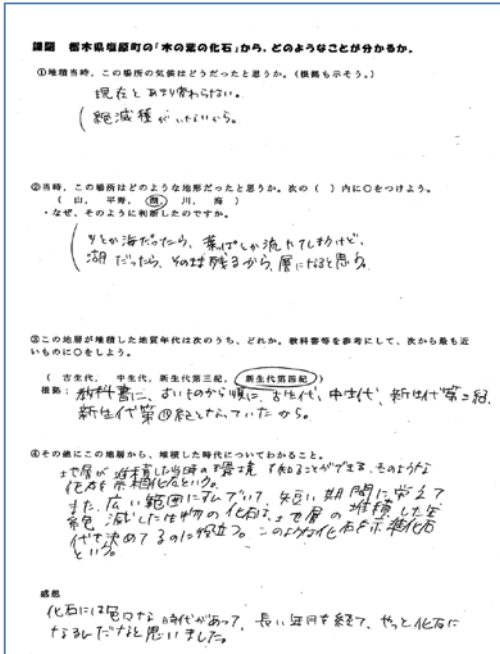 課題　栃木県塩原町の「木の葉の化石」から、どのようなことが分かるか。
①堆積当時、この場所の気候はどうだったと思うか。（根拠も示そう。）
現在とあまり変わらない。
絶滅種がいないから。
②当時、この場所はどのような地形だったと思うか。次の（　）内に○をつけよう。
（　山、　平野、　湖、　川、　海　）
・なぜ、そのように判断したのですか。
川とか海だったら、葉っぱとか流れてしまうけど、
湖だったら、そのまま残るから、層になると思う。
③この地層が堆積した地質年代は次のうち、どれか。教科書等を参考にして、次から最も近
いものに○をしよう。
（　古生代、　中生代、新生代第三紀、新生代第四紀）
根拠：教科書に、古いものから順に、古生代、中生代、新生代第三紀、
新生代第四紀となっていたから。
④その他にこの地層から、堆積した時代についてわかること。
地層が堆積した当時の環境を知ることができる、そのような
化石を示相化石という。
また、広い範囲にすんでいて、短い期間に栄えて
絶滅した生物の化石は、地層の堆積した年
代で決めてるのに役立つ。このような化石を示準化石
という。
感想
化石には色々な時代があって、長い年月を経て、やっと化石に
なるんだなと思いました。